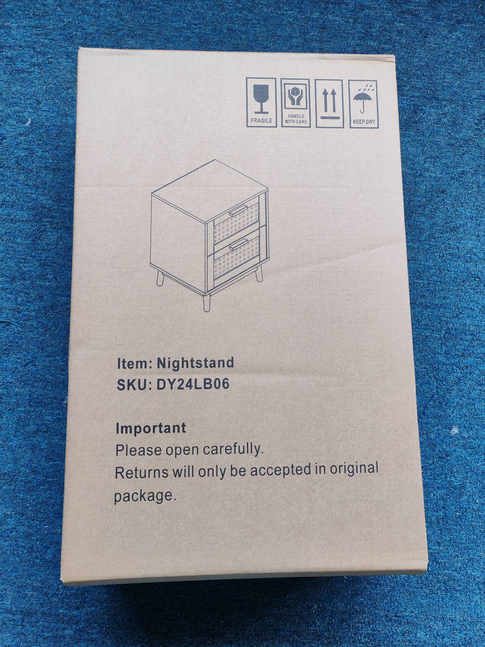 FRAGILE
HANDLE
WITH CARE
KEEP DRY
Item: Nightstand
SKU: DY24LB06
Important
Please open carefully.
Returns will only be accepted in original
package.